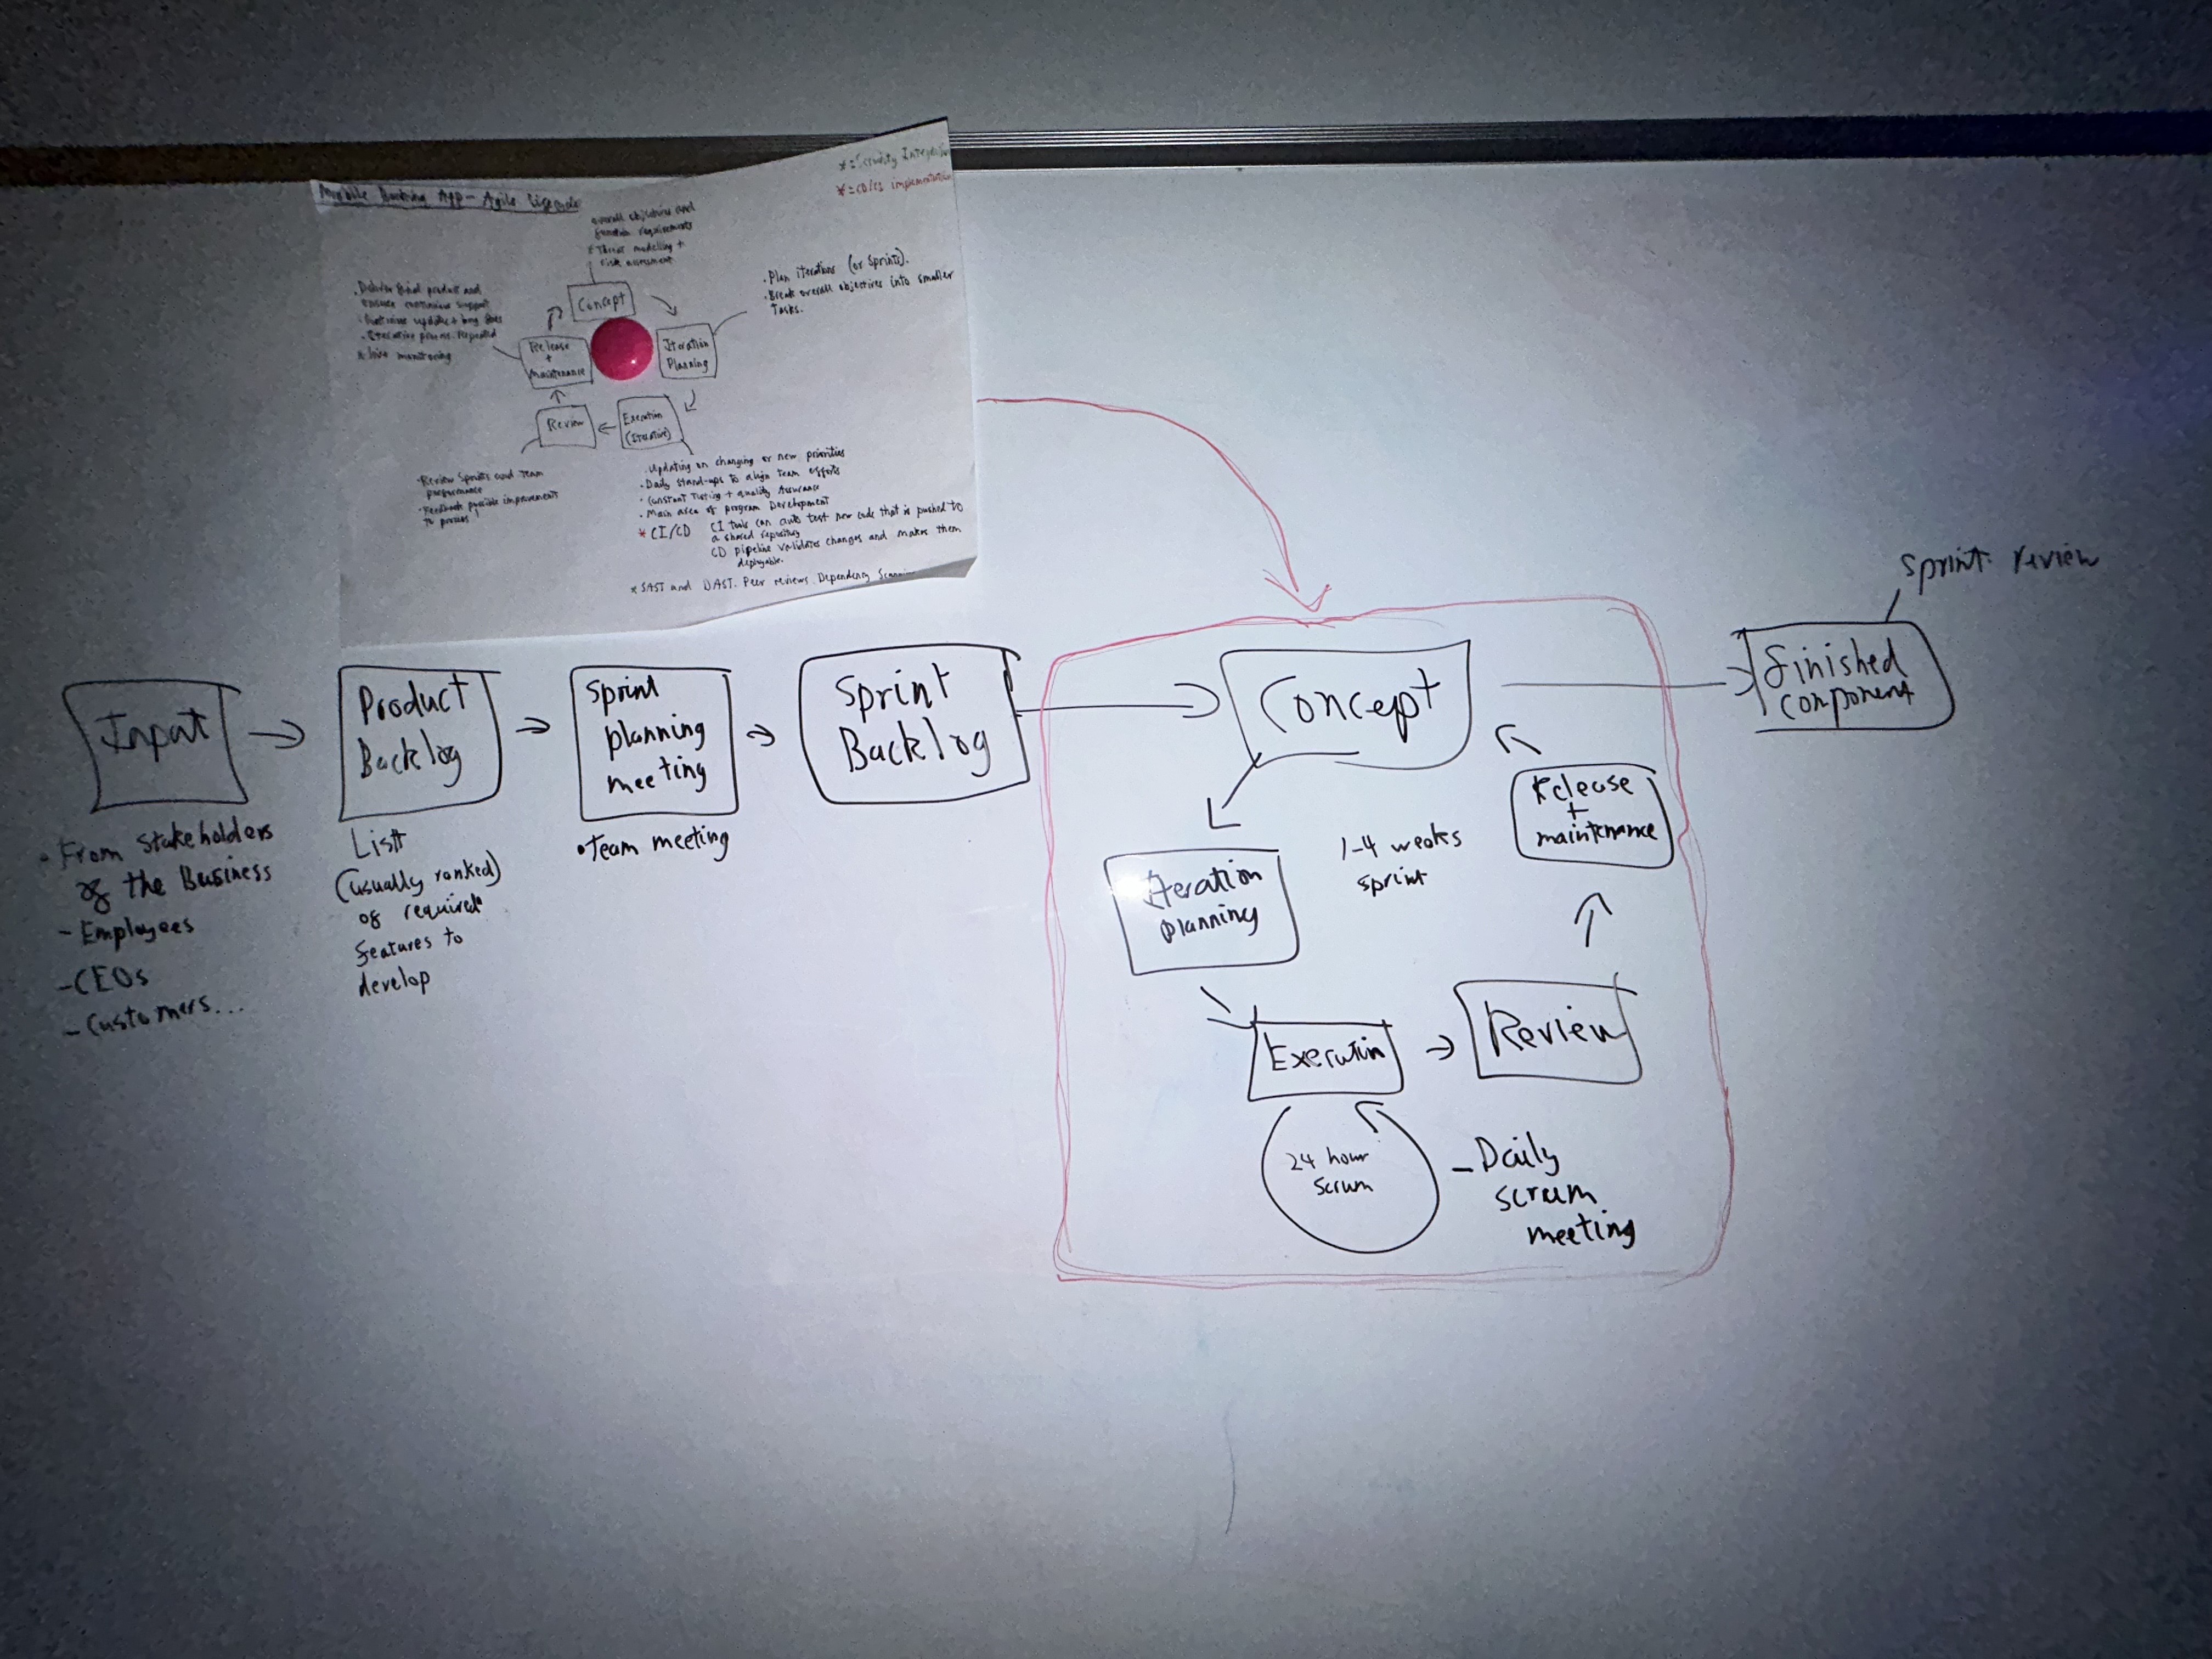 Mobile Banking App - Agile Lifecycle
* = Security Integration
* = CD/CI implementation
overall objectives and
function requirements
* Threat modelling +
risk assessment
Concept
. Plan iterations (or Sprints).
. Break overall objectives into smaller
tasks.
Iteration
Planning
. Deliver final product and
ensure continuous support
updates + bug fixes
. Iterative process. Repeated
* live monitoring
Release
+
Maintenance
Review
Execution
(Iterative)
. Review Sprints and Team
performance
. Feedback possible improvements
to process
. Updating on changing or new priorities
. Daily stand-ups to align team efforts
. Constant Testing + quality Assurance
. Main area of program Development
* CI/CD CI tools can auto test new code that is pushed to
a shared repository
CD pipeline validates changes and makes them
deployable.
* SAST and DAST. Peer reviews. Dependency Scanning
Input
• From stakeholders
of the Business
- Employees
- CEOs
- Customers...
Product
Backlog
List
(usually ranked)
of required
features to
develop
Sprint
planning
meeting
• Team meeting
Sprint
Backlog
Concept
Iteration
planning
1-4 weeks
sprint
Release
+
maintenance
Execution
Review
24 hour
scrum
- Daily
scrum
meeting
Finished
component
Sprint review